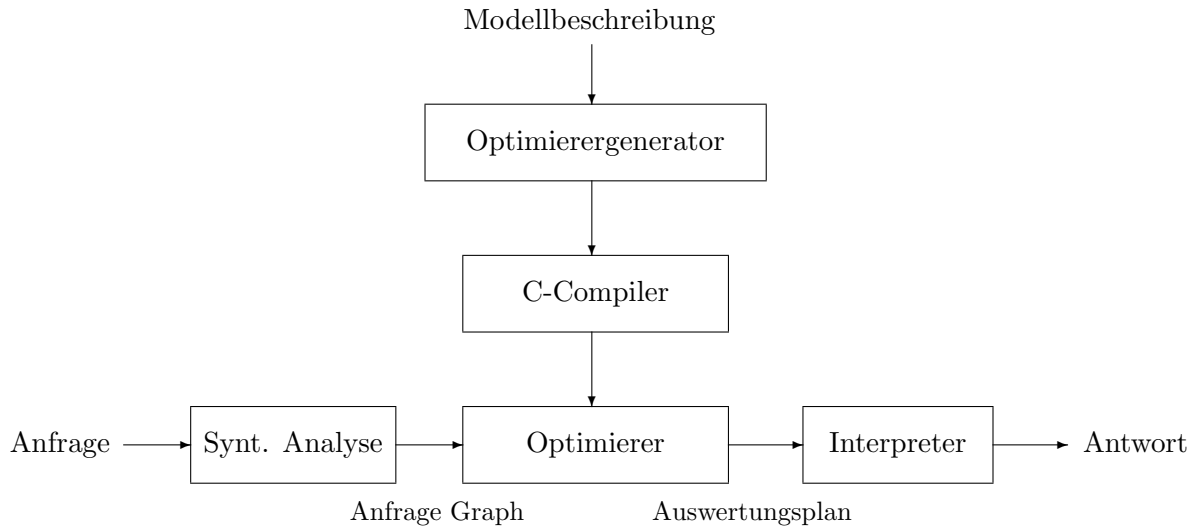 Modellbeschreibung
Optimierergenerator
C-Compiler
Anfrage Synt. Analyse Optimierer Interpreter Antwort
Anfrage Graph Auswertungsplan